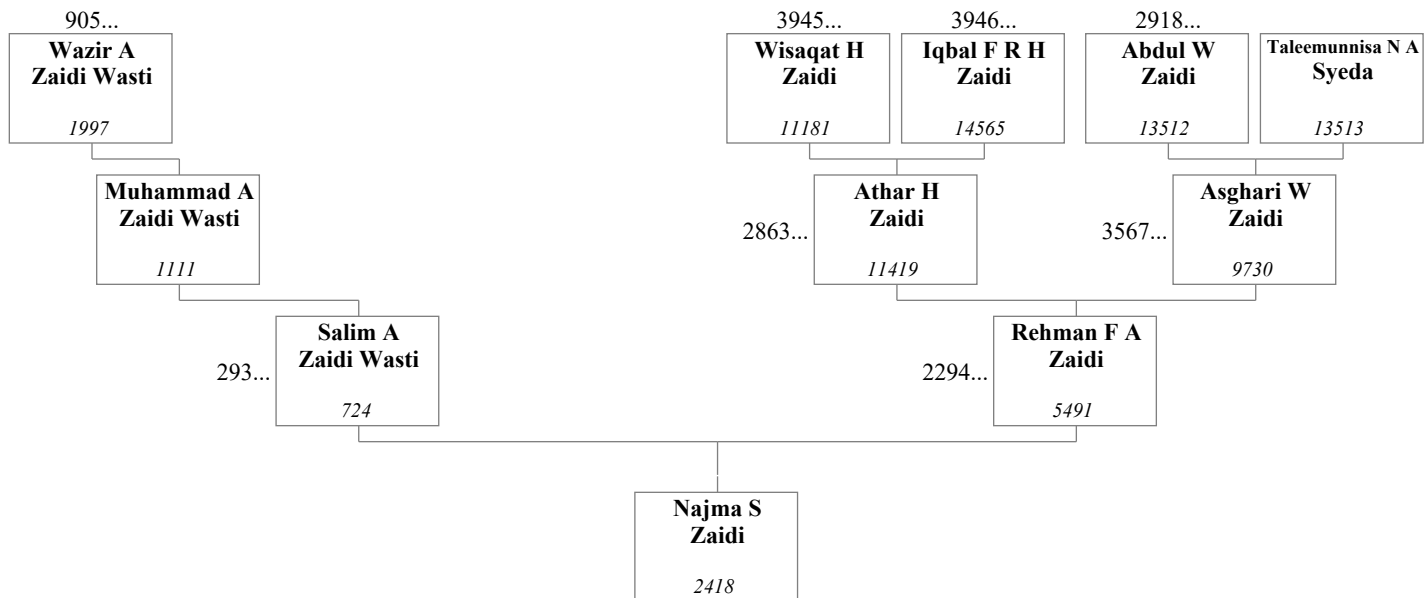 905...
Wazir A
Zaidi Wasti
1997
3945...
Wisaqat H
Zaidi
11181
3946...
Iqbal F R H
Zaidi
14565
2918...
Abdul W
Zaidi
13512
Taleemunnisa N A
Syeda
13513
Muhammad A
Zaidi Wasti
1111
2863...
Athar H
Zaidi
11419
3567...
Asghari W
Zaidi
9730
293...
Salim A
Zaidi Wasti
724
2294...
Rehman F A
Zaidi
5491
Najma S
Zaidi
2418